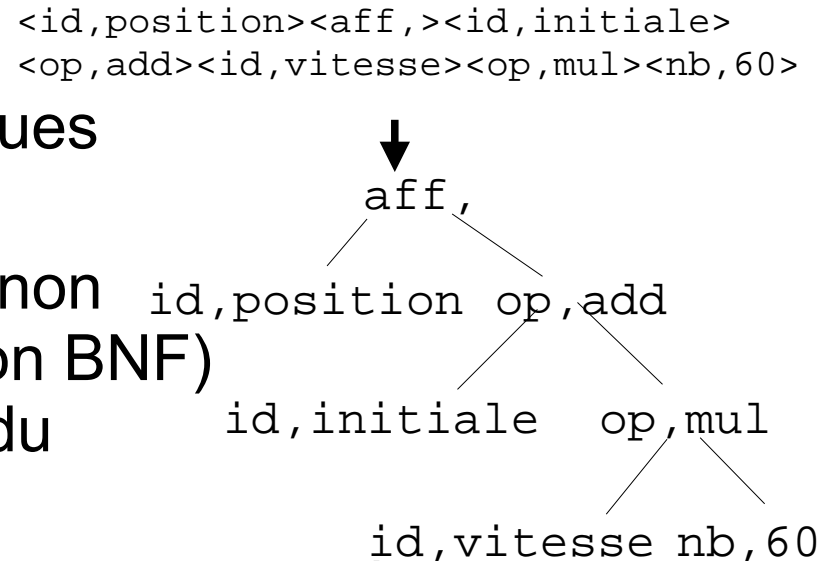 <id,position><aff,><id,initiale>
<op,add><id,vitesse><op,mul><nb,60>
ues
aff,
non
id,position op,add
on BNF)
du
id,initiale op,mul
id,vitesse nb,60